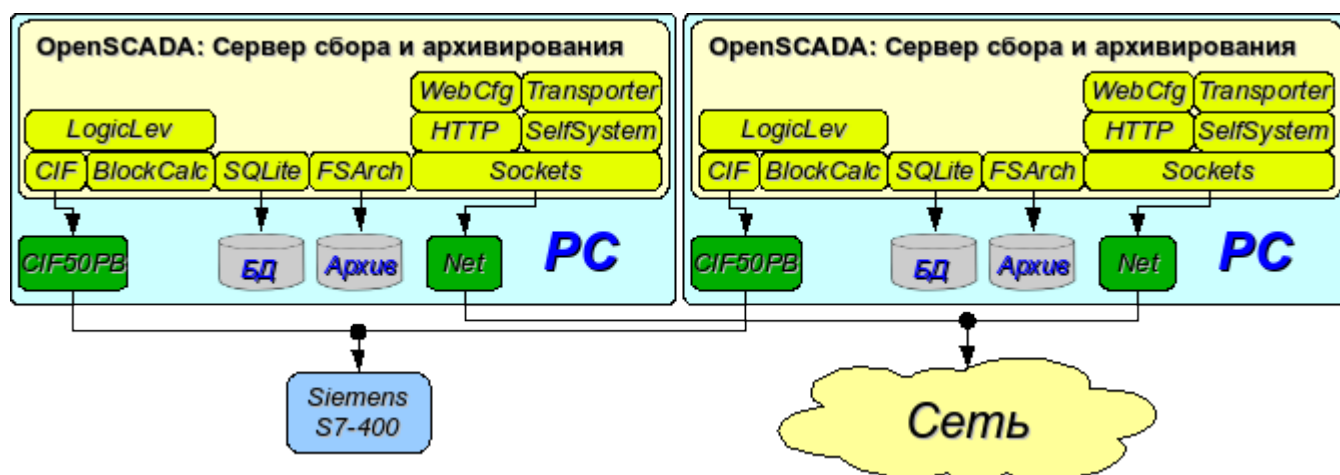 OpenSCADA: Сервер сбора и архивирования
WebCfg Transporter
LogicLev HTTP SelfSystem
CIF BlockCalc SQLite FSArch Sockets
CIF50PB БД Архив Net PC
OpenSCADA: Сервер сбора и архивирования
WebCfg Transporter
LogicLev HTTP SelfSystem
CIF BlockCalc SQLite FSArch Sockets
CIF50PB БД Архив Net PC
Siemens
S7-400
Сеть